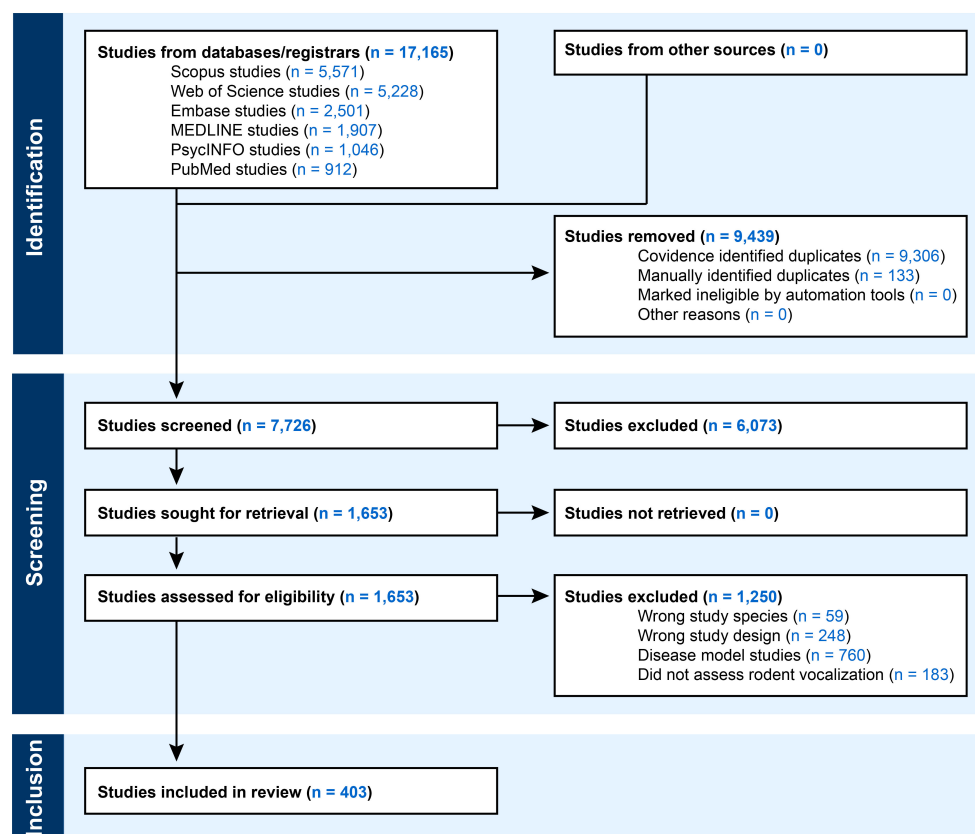 Identification
Studies from databases/registrars (n = 17,165)
Scopus studies (n = 5,571)
Web of Science studies (n = 5,228)
Embase studies (n = 2,501)
MEDLINE studies (n = 1,907)
PsycINFO studies (n = 1,046)
PubMed studies (n = 912)
Studies from other sources (n = 0)
Studies removed (n = 9,439)
Covidence identified duplicates (n = 9,306)
Manually identified duplicates (n = 133)
Marked ineligible by automation tools (n = 0)
Other reasons (n = 0)
Screening
Studies screened (n = 7,726)
Studies excluded (n = 6,073)
Studies sought for retrieval (n = 1,653)
Studies not retrieved (n = 0)
Studies assessed for eligibility (n = 1,653)
Studies excluded (n = 1,250)
Wrong study species (n = 59)
Wrong study design (n = 248)
Disease model studies (n = 760)
Did not assess rodent vocalization (n = 183)
Inclusion
Studies included in review (n = 403)